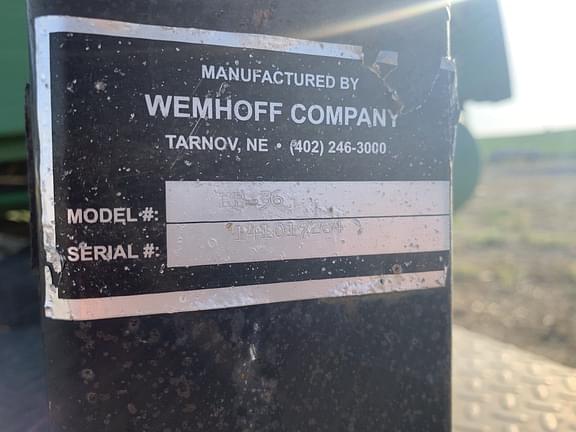 MANUFACTURED BY
WEMHOFF COMPANY
TARNOV, NE • (402) 246-3000
MODEL #:
SERIAL #: